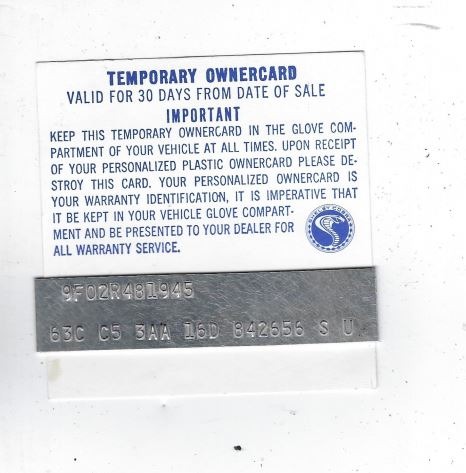 TEMPORARY OWNERCARD
VALID FOR 30 DAYS FROM DATE OF SALE
IMPORTANT
KEEP THIS TEMPORARY OWNERCARD IN THE GLOVE COM-
PARTMENT OF YOUR VEHICLE AT ALL TIMES. UPON RECEIPT
OF YOUR PERSONALIZED PLASTIC OWNERCARD PLEASE DE-
STROY THIS CARD. YOUR PERSONALIZED OWNERCARD IS
YOUR WARRANTY IDENTIFICATION, IT IS IMPERATIVE THAT
IT BE KEPT IN YOUR VEHICLE GLOVE COMPART-
MENT AND BE PRESENTED TO YOUR DEALER FOR
ALL WARRANTY SERVICE.
SHELBY COBRA
9F02R481945
63C C5 3AA 16D 842656 S U